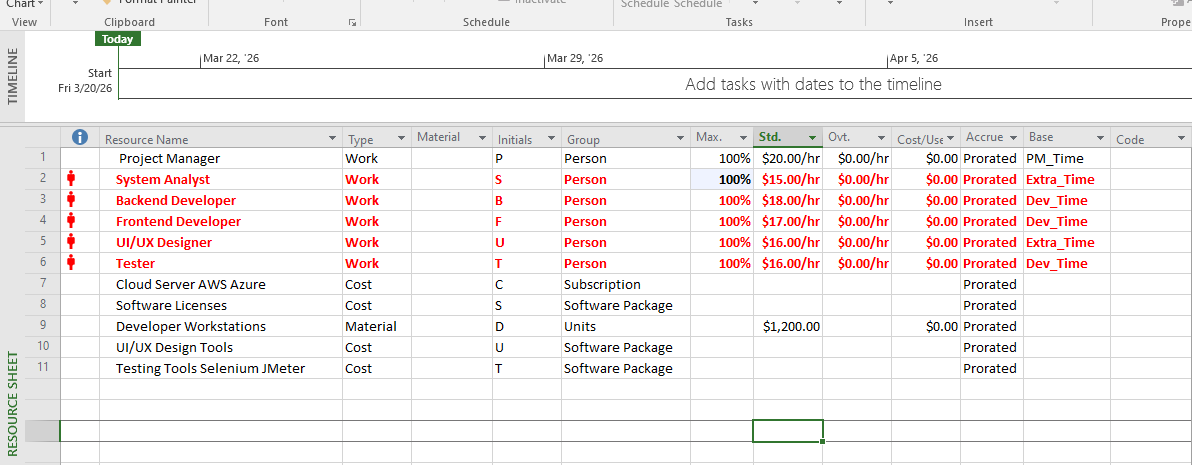 Chart
Format Painter
Inactivate
Schedule Schedule
View Clipboard Font Schedule Tasks Insert Prope
Today
Mar 22, '26 Mar 29, '26 Apr 5, '26
Start
Fri 3/20/26
Add tasks with dates to the timeline
TIMELINE
Resource Name Type Material Initials Group Max. Std. Ovt. Cost/Use Accrue Base Code
1 Project Manager Work P Person 100% $20.00/hr $0.00/hr $0.00 Prorated PM_Time
2 System Analyst Work S Person 100% $15.00/hr $0.00/hr $0.00 Prorated Extra_Time
3 Backend Developer Work B Person 100% $18.00/hr $0.00/hr $0.00 Prorated Dev_Time
4 Frontend Developer Work F Person 100% $17.00/hr $0.00/hr $0.00 Prorated Dev_Time
5 UI/UX Designer Work U Person 100% $16.00/hr $0.00/hr $0.00 Prorated Extra_Time
6 Tester Work T Person 100% $16.00/hr $0.00/hr $0.00 Prorated Dev_Time
7 Cloud Server AWS Azure Cost C Subscription Prorated
8 Software Licenses Cost S Software Package Prorated
9 Developer Workstations Material D Units $1,200.00 $0.00 Prorated
10 UI/UX Design Tools Cost U Software Package Prorated
11 Testing Tools Selenium JMeter Cost T Software Package Prorated
RESOURCE SHEET